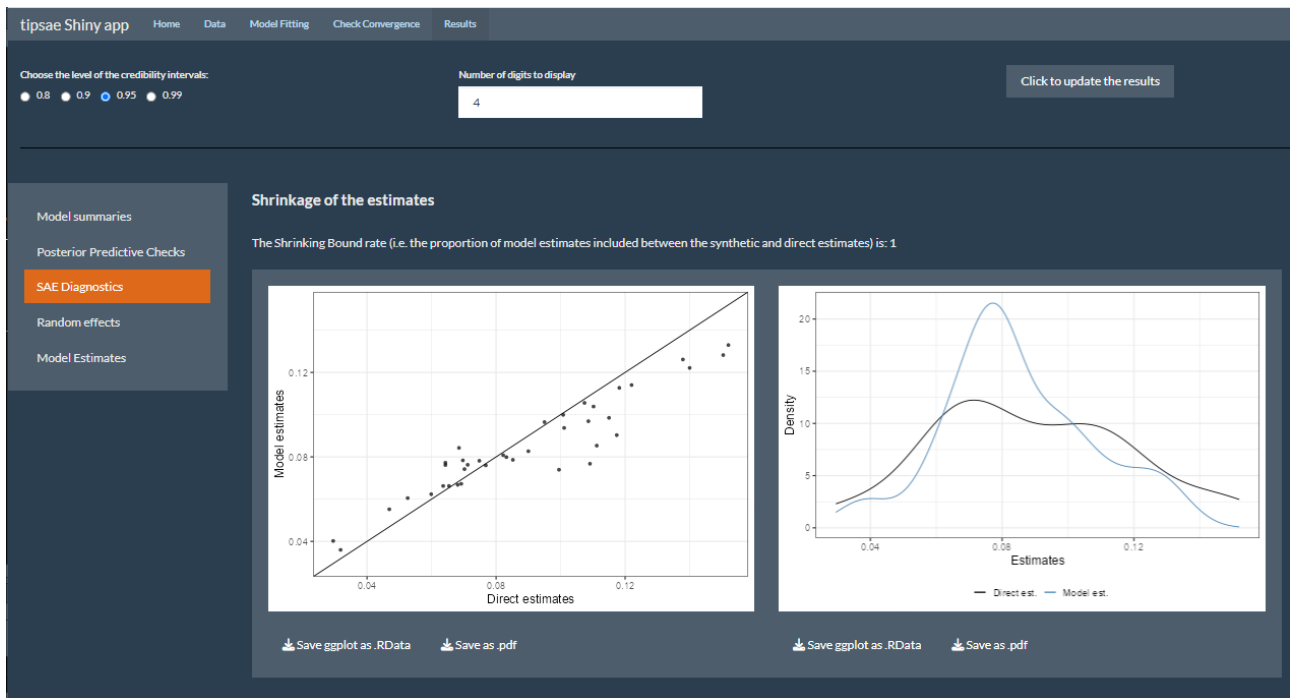 tipsae Shiny app Home Data Model Fitting Check Convergence Results
Choose the level of the credibility intervals:
0.8 0.9 0.95 0.99
Number of digits to display
4
Click to update the results
Model summaries
Posterior Predictive Checks
SAE Diagnostics
Random effects
Model Estimates
Shrinkage of the estimates
The Shrinking Bound rate (i.e. the proportion of model estimates included between the synthetic and direct estimates) is: 1
Model estimates
0.12
0.08
0.04
0.04 0.08 0.12
Direct estimates
Density
20
15
10
5
0
0.04 0.08 0.12
Estimates
Direct est. Model est.
Save ggplot as .RData Save as .pdf
Save ggplot as .RData Save as .pdf